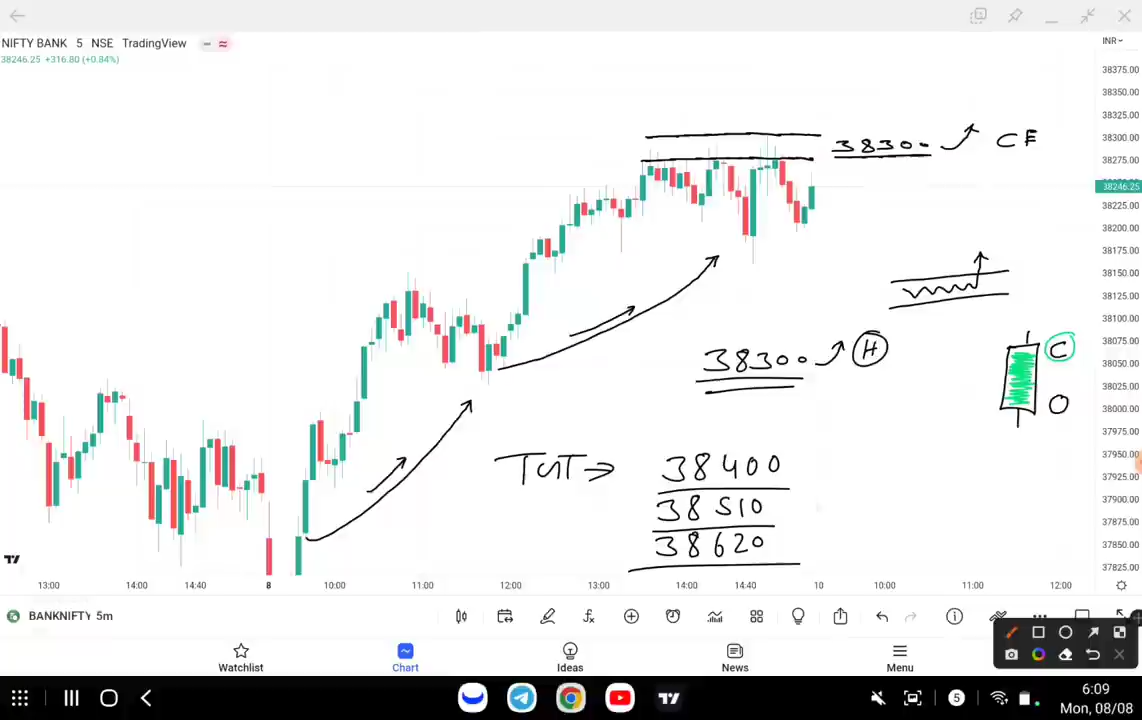 NIFTY BANK 5 NSE TradingView
38246.25 +316.80 (+0.84%)
INR
38375.00
38350.00
38325.00
38300.00
38275.00
38246.25
38225.00
38200.00
38175.00
38150.00
38125.00
38100.00
38075.00
38050.00
38025.00
38000.00
37975.00
37950.00
37925.00
37900.00
37875.00
37850.00
37825.00
38300 CE
38300 H
C
O
TGT → 38400
38510
38620
13:00 14:00 14:40 8 10:00 11:00 12:00 13:00 14:00 14:40 10 10:00 11:00 12:00
BANKNIFTY 5m
Watchlist Chart Ideas News Menu
5
6:09
Mon, 08/08